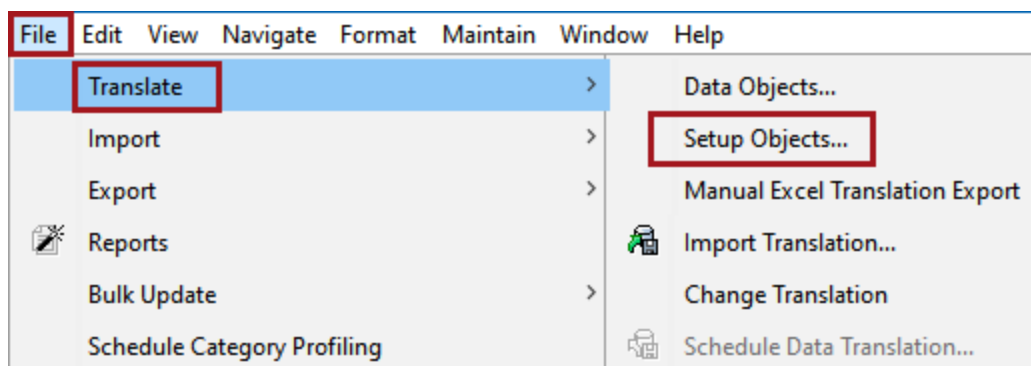 File Edit View Navigate Format Maintain Window Help
Translate
Import
Export
Reports
Bulk Update
Schedule Category Profiling
Data Objects...
Setup Objects...
Manual Excel Translation Export
Import Translation...
Change Translation
Schedule Data Translation...